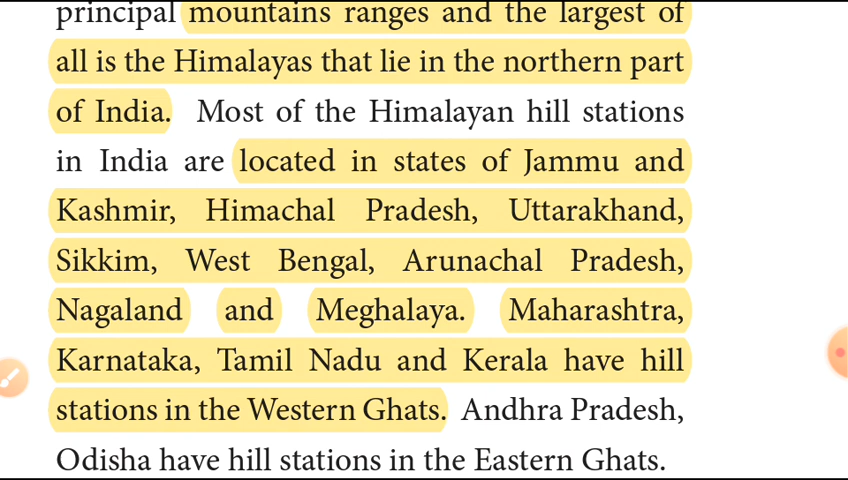 principal mountains ranges and the largest of
all is the Himalayas that lie in the northern part
of India. Most of the Himalayan hill stations
in India are located in states of Jammu and
Kashmir, Himachal Pradesh, Uttarakhand,
Sikkim, West Bengal, Arunachal Pradesh,
Nagaland and Meghalaya. Maharashtra,
Karnataka, Tamil Nadu and Kerala have hill
stations in the Western Ghats. Andhra Pradesh,
Odisha have hill stations in the Eastern Ghats.